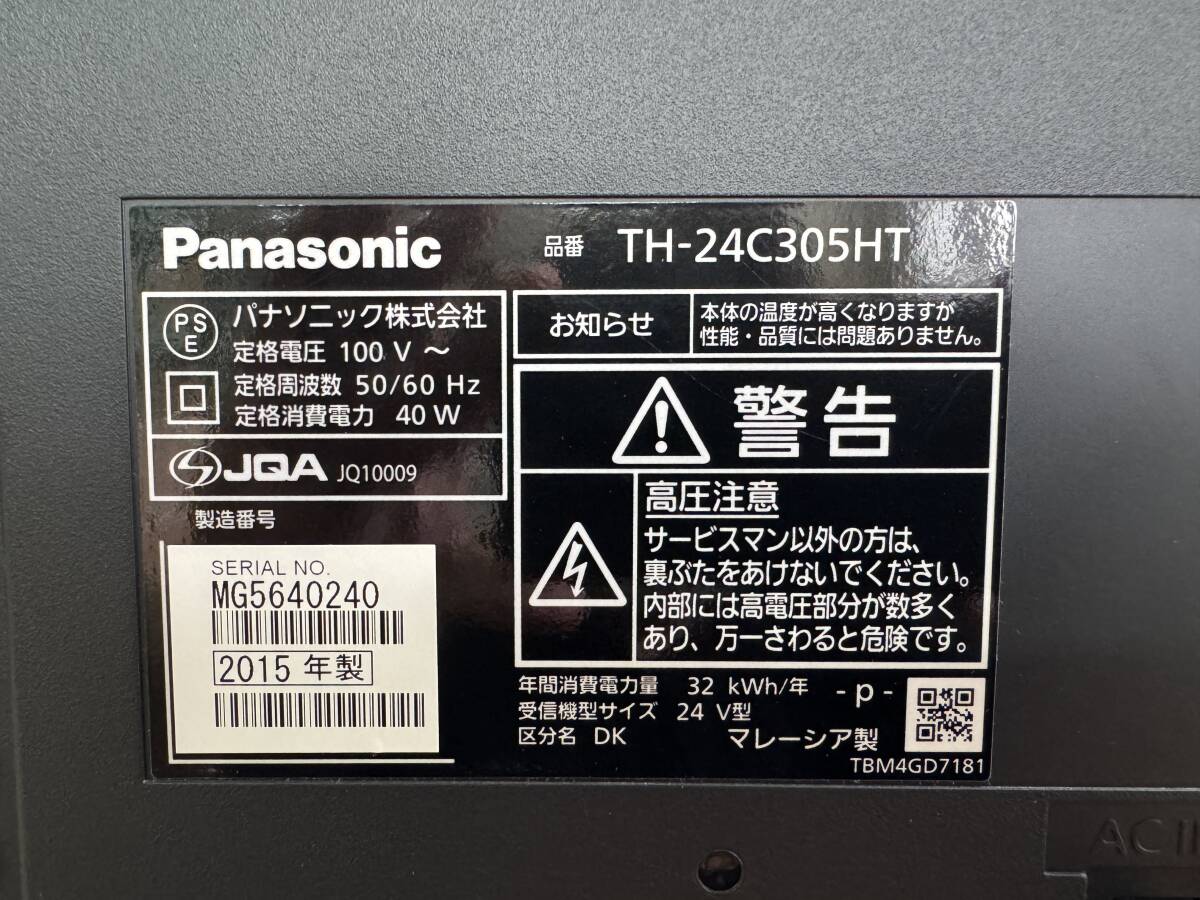 Panasonic
品番 TH-24C305HT
PS
E
パナソニック株式会社
定格電圧 100 V ～
定格周波数 50/60 Hz
定格消費電力 40 W
JQA JQ10009
製造番号
SERIAL NO.
MG5640240
2015 年製
お知らせ
本体の温度が高くなりますが
性能・品質には問題ありません。
警告
高圧注意
サービスマン以外の方は、
裏ぶたをあけないでください。
内部には高電圧部分が数多く
あり、万一さわると危険です。
年間消費電力量 32 kWh/年 - p -
受信機型サイズ 24 V型
区分名 DK
マレーシア製
TBM4GD7181
AC